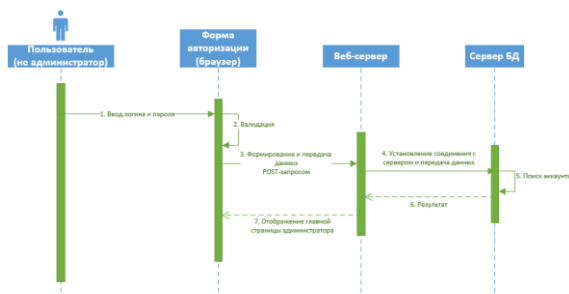 Пользователь
(не администратор)
Форма
авторизации
(браузер)
Веб-сервер
Сервер БД
1. Ввод логина и пароля
2. Валидация
3. Формирование и передача
данных
POST-запросом
4. Установление соединения с
сервером и передача данных
5. Поиск аккаунта
6. Результат
7. Отображение главной
страницы администратора